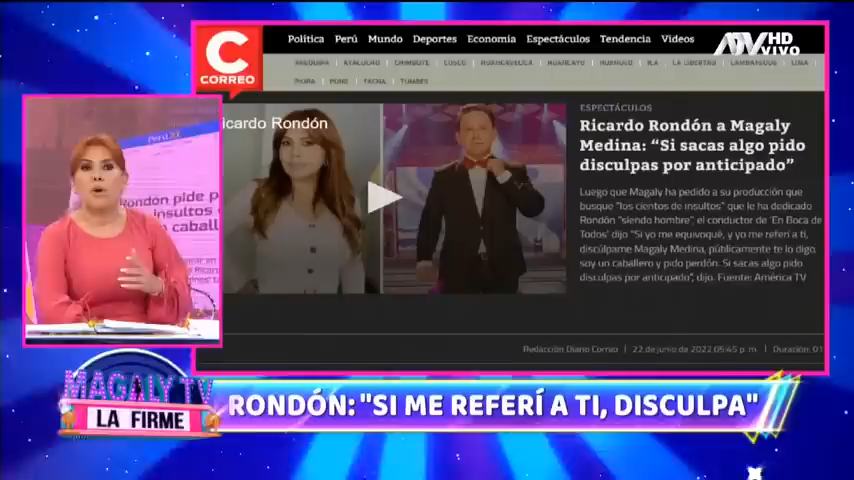 C
CORREO
Política Perú Mundo Deportes Economía Espectáculos Tendencia Videos
ATV HD
VIVO
AREQUIPA AYACUCHO CHIMBOTE CUSCO HUANCAVELICA HUANCAYO HUÁNUCO ICA LA LIBERTAD LAMBAYEQUE LIMA
PIURA PUNO TACNA TUMBES
icardo Rondón
ESPECTÁCULOS
Ricardo Rondón a Magaly
Medina: “Si sacas algo pido
disculpas por anticipado”
Luego que Magaly ha pedido a su producción que
busque "los cientos de insultos" que le ha dedicado
Rondón "siendo hombre", el conductor de 'En Boca de
Todos' dijo "Si yo me equivoqué, y yo me referí a ti,
discúlpame Magaly Medina, públicamente te lo digo,
soy un caballero y pido perdón. Si sacas algo pido
disculpas por anticipado", dijo. Fuente: América TV
Redacción Diario Correo | 22 de junio de 2022 05:45 p. m. | Duración: 01
Perú21
Rondón pide p
insultos
caball
MAGALY TV
LA FIRME
RONDÓN: "SI ME REFERÍ A TI, DISCULPA"